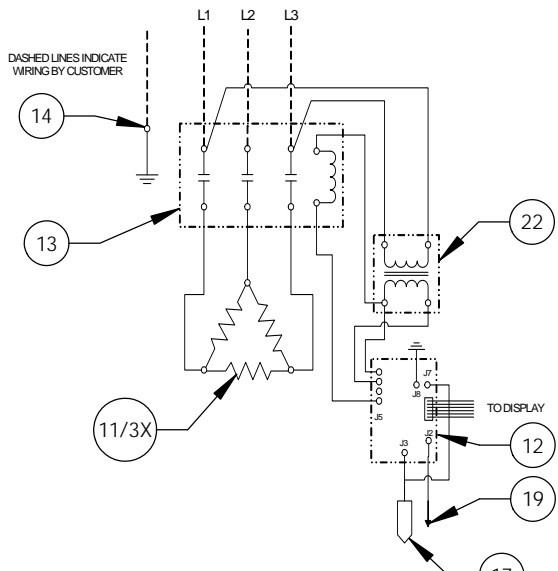 L1 L2 L3
DASHED LINES INDICATE
WIRING BY CUSTOMER
14
13
22
J7
J8
TO DISPLAY
J5
11/3X
J2
12
J3
19
17